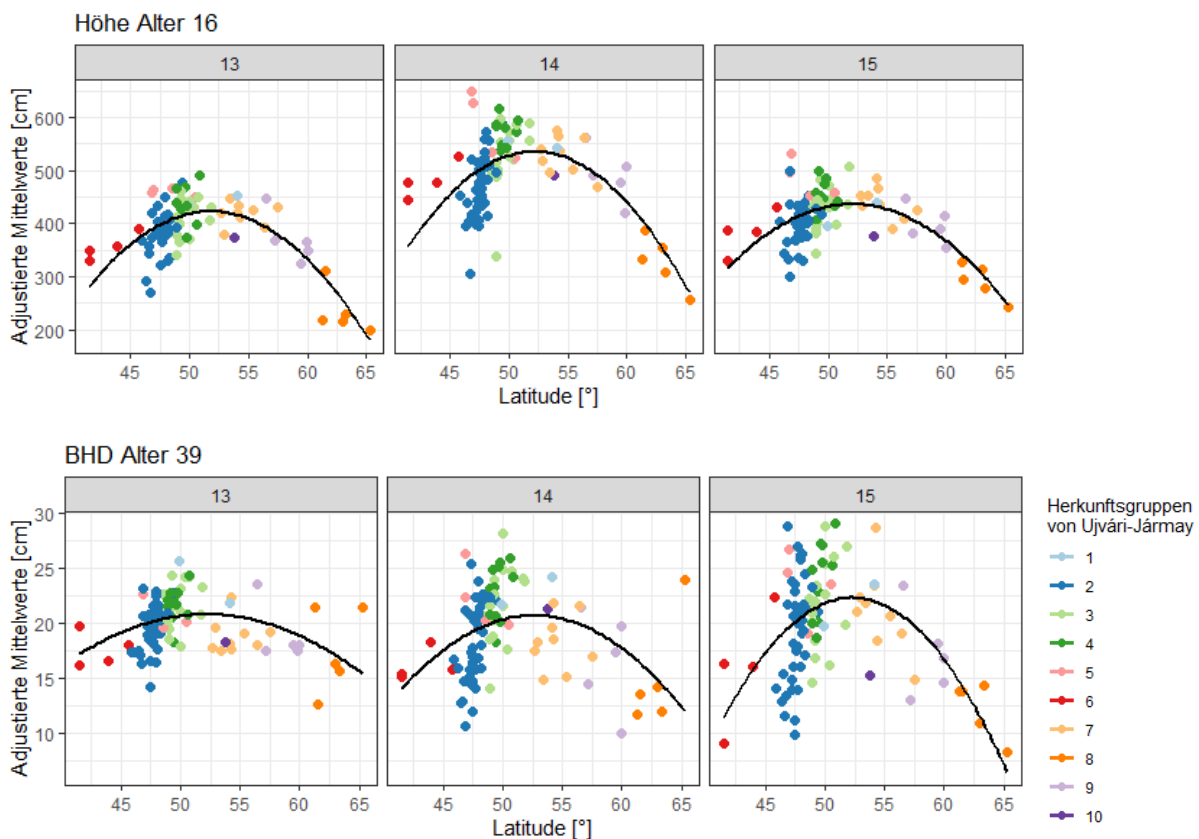 Höhe Alter 16
13 14 15
Adjustierte Mittelwerte [cm]
600
500
400
300
200
45 50 55 60 65 45 50 55 60 65 45 50 55 60 65
Latitude [°]
BHD Alter 39
13 14 15
Adjustierte Mittelwerte [cm]
30
25
20
15
10
45 50 55 60 65 45 50 55 60 65 45 50 55 60 65
Latitude [°]
Herkunftsgruppen
von Ujvári-Jármay
1
2
3
4
5
6
7
8
9
10